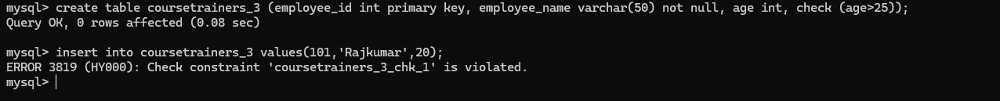 mysql> create table coursetrainers_3 (employee_id int primary key, employee_name varchar(50) not null, age int, check (age>25));
Query OK, 0 rows affected (0.08 sec)
mysql> insert into coursetrainers_3 values(101,'Rajkumar',20);
ERROR 3819 (HY000): Check constraint 'coursetrainers_3_chk_1' is violated.
mysql>